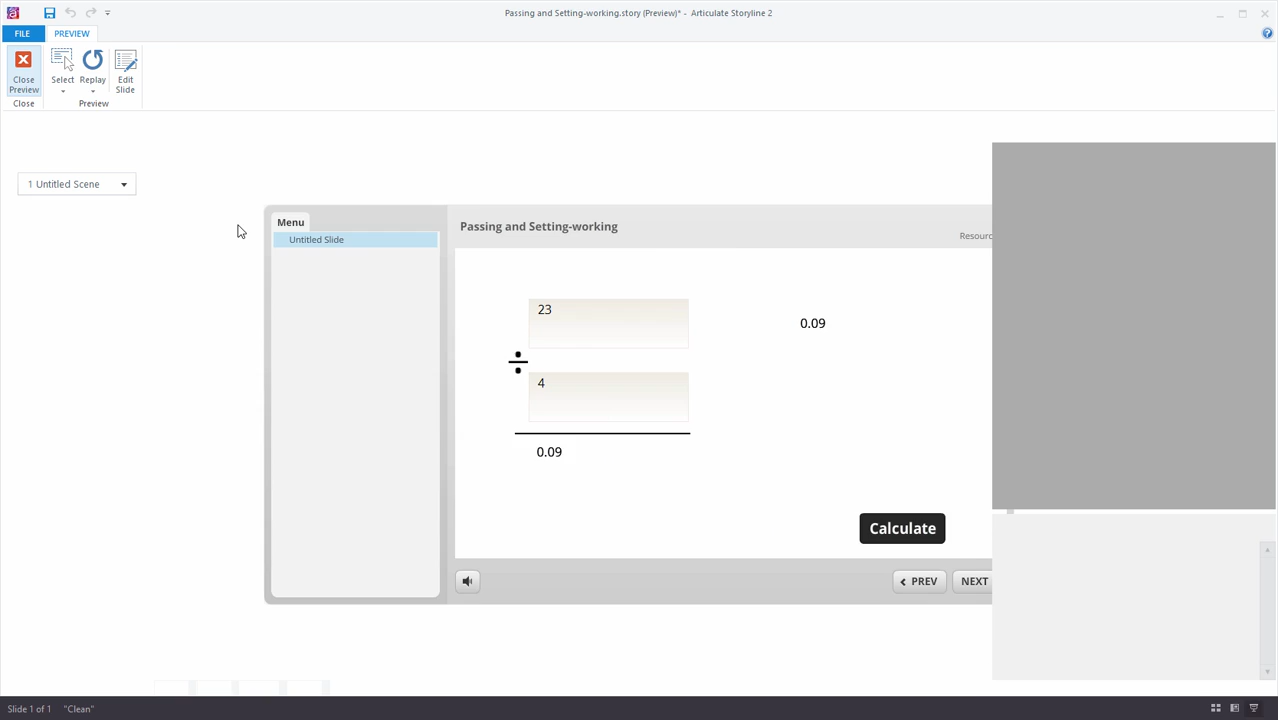 Passing and Setting-working.story (Preview)* - Articulate Storyline 2
FILE
PREVIEW
Close Preview
Select
Replay
Edit Slide
Close
Preview
1 Untitled Scene
Menu
Untitled Slide
Passing and Setting-working
Resourc
23
0.09
÷
4
0.09
Calculate
PREV
NEXT
Slide 1 of 1
"Clean"